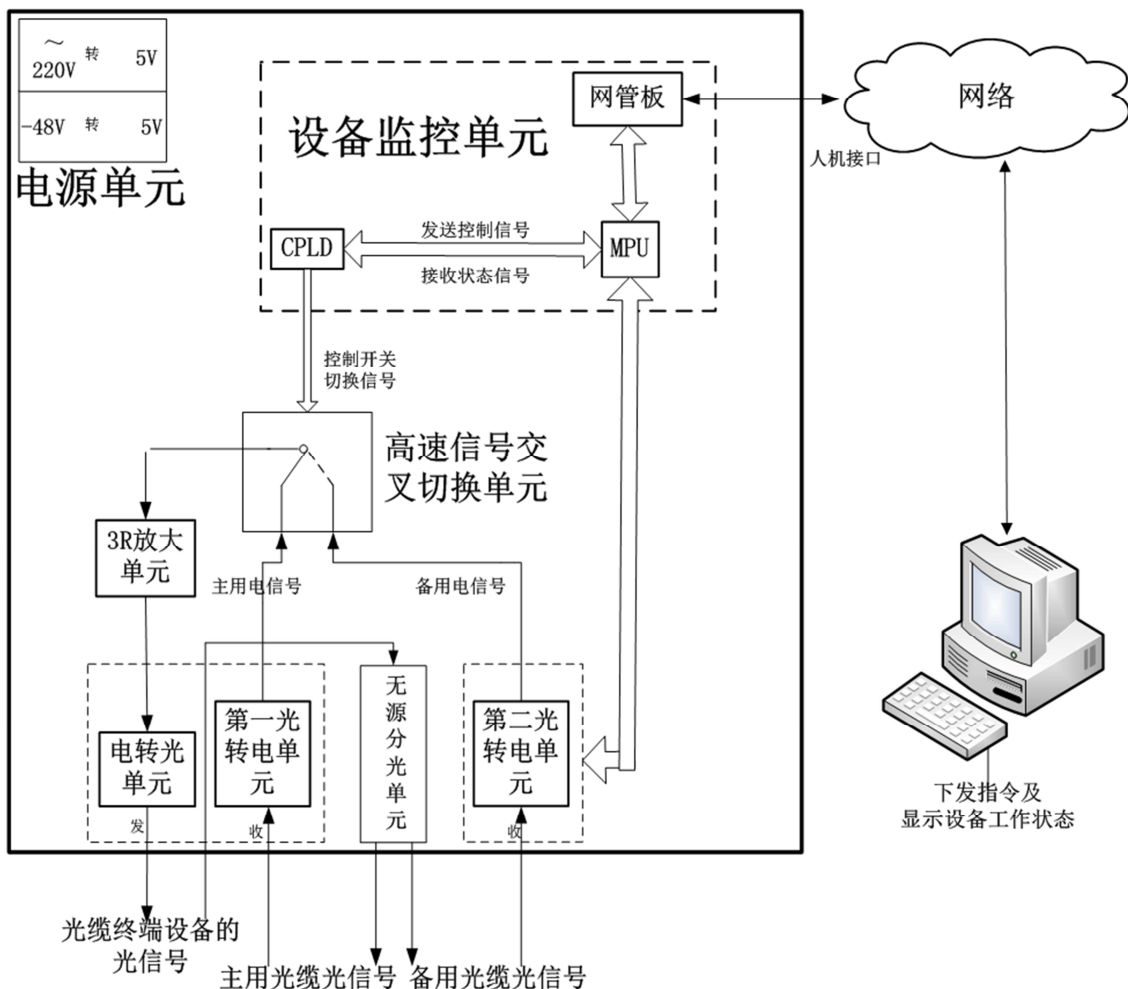 ～
220V 转 5V
-48V 转 5V
电源单元
设备监控单元
网管板
网络
人机接口
CPLD
发送控制信号
接收状态信号
MPU
控制开关
切换信号
高速信号交
叉切换单元
3R放大
单元
主用电信号
备用电信号
电转光
单元
第一光
转电单
元
无
源
分
光
单
元
第二光
转电单
元
发
收
收
下发指令及
显示设备工作状态
光缆终端设备的
光信号
主用光缆光信号
备用光缆光信号